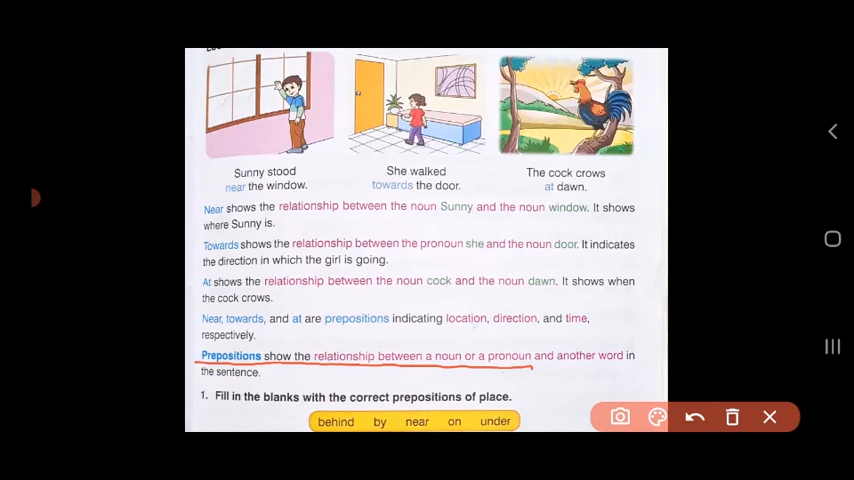 Sunny stood
near the window.
She walked
towards the door.
The cock crows
at dawn.
Near shows the relationship between the noun Sunny and the noun window. It shows
where Sunny is.
Towards shows the relationship between the pronoun she and the noun door. It indicates
the direction in which the girl is going.
At shows the relationship between the noun cock and the noun dawn. It shows when
the cock crows.
Near, towards, and at are prepositions indicating location, direction, and time,
respectively.
Prepositions show the relationship between a noun or a pronoun and another word in
the sentence.
1. Fill in the blanks with the correct prepositions of place.
behind by near on under